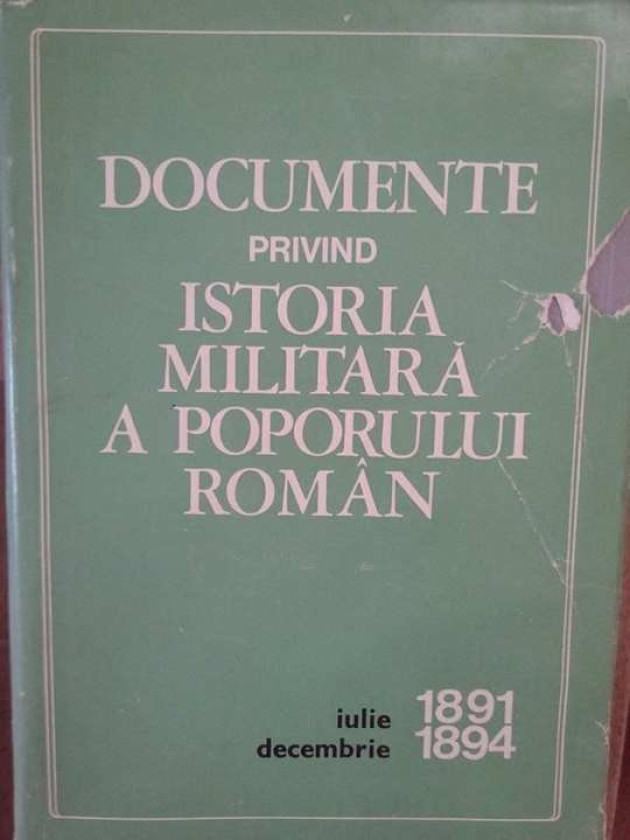 DOCUMENTE
PRIVIND
ISTORIA
MILITARĂ
A POPORULUI
ROMÂN
iulie 1891
decembrie 1894